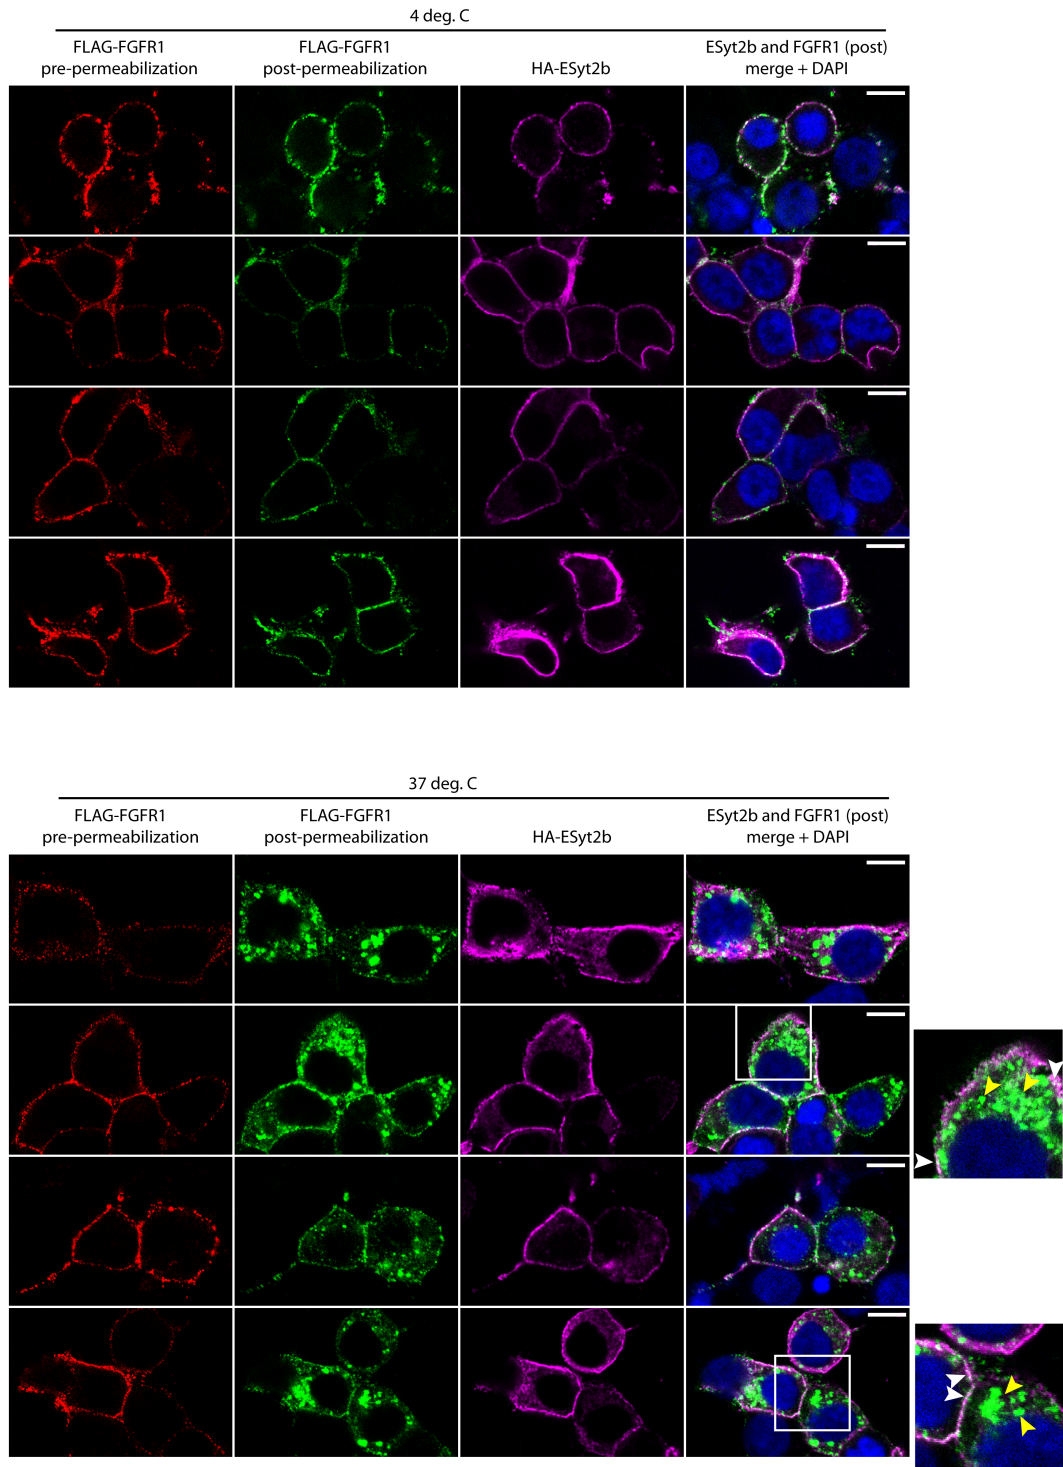 4 deg. C
FLAG-FGFR1
pre-permeabilization
FLAG-FGFR1
post-permeabilization
HA-ESyt2b
ESyt2b and FGFR1 (post)
merge + DAPI
37 deg. C
FLAG-FGFR1
pre-permeabilization
FLAG-FGFR1
post-permeabilization
HA-ESyt2b
ESyt2b and FGFR1 (post)
merge + DAPI